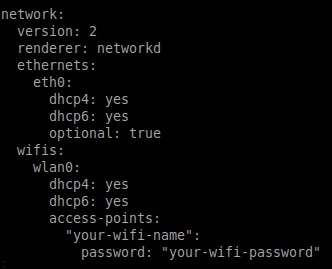 network:
  version: 2
  renderer: networkd
  ethernets:
    eth0:
      dhcp4: yes
      dhcp6: yes
      optional: true
  wifis:
    wlan0:
      dhcp4: yes
      dhcp6: yes
      access-points:
        "your-wifi-name":
          password: "your-wifi-password"